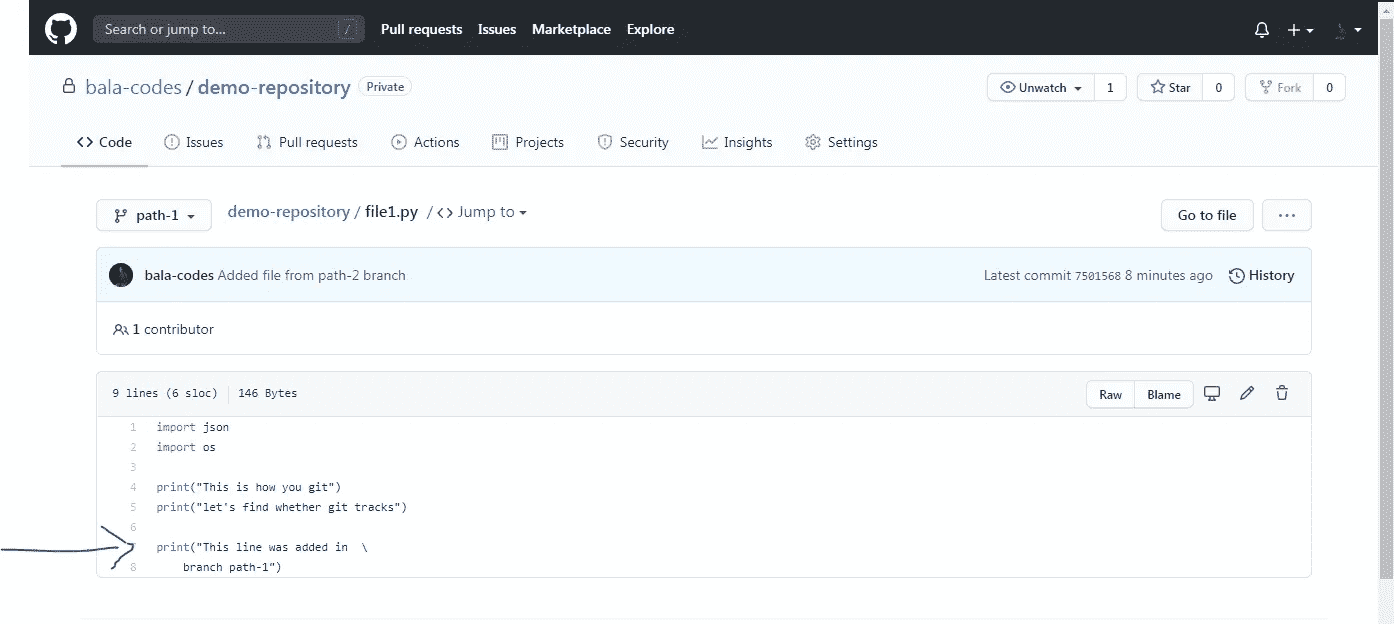 Search or jump to... / Pull requests Issues Marketplace Explore
bala-codes / demo-repository Private Unwatch 1 Star 0 Fork 0
<> Code Issues Pull requests Actions Projects Security Insights Settings
path-1 demo-repository / file1.py / <> Jump to Go to file ...
bala-codes Added file from path-2 branch Latest commit 7501568 8 minutes ago History
1 contributor
9 lines (6 sloc) 146 Bytes Raw Blame
1 import json
2 import os
3
4 print("This is how you git")
5 print("let's find whether git tracks")
6
print("This line was added in \
8 branch path-1")